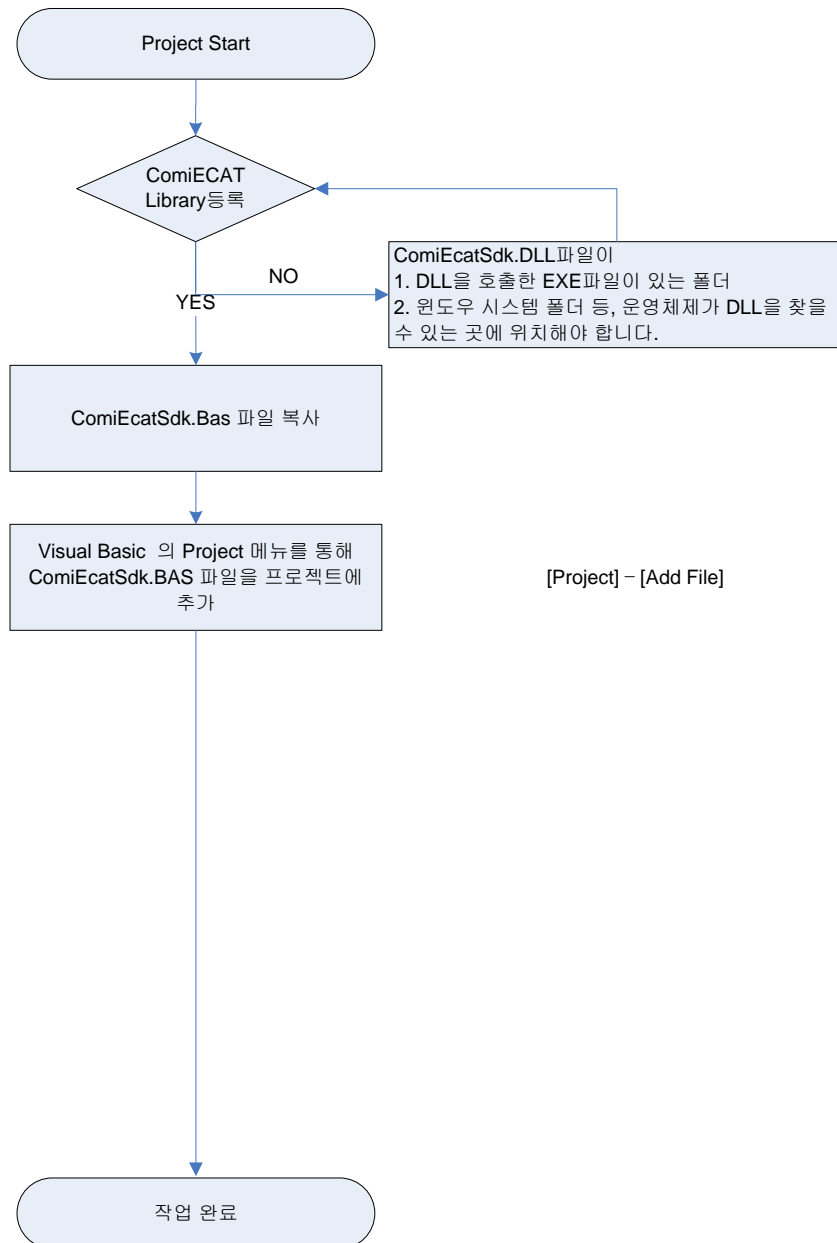 Project Start
ComiECAT
Library등록
NO
YES
ComiEcatSdk.DLL파일이
1. DLL을 호출한 EXE파일이 있는 폴더
2. 윈도우 시스템 폴더 등, 운영체제가 DLL을 찾을
수 있는 곳에 위치해야 합니다.
ComiEcatSdk.Bas 파일 복사
Visual Basic 의 Project 메뉴를 통해
ComiEcatSdk.BAS 파일을 프로젝트에
추가
[Project] – [Add File]
작업 완료